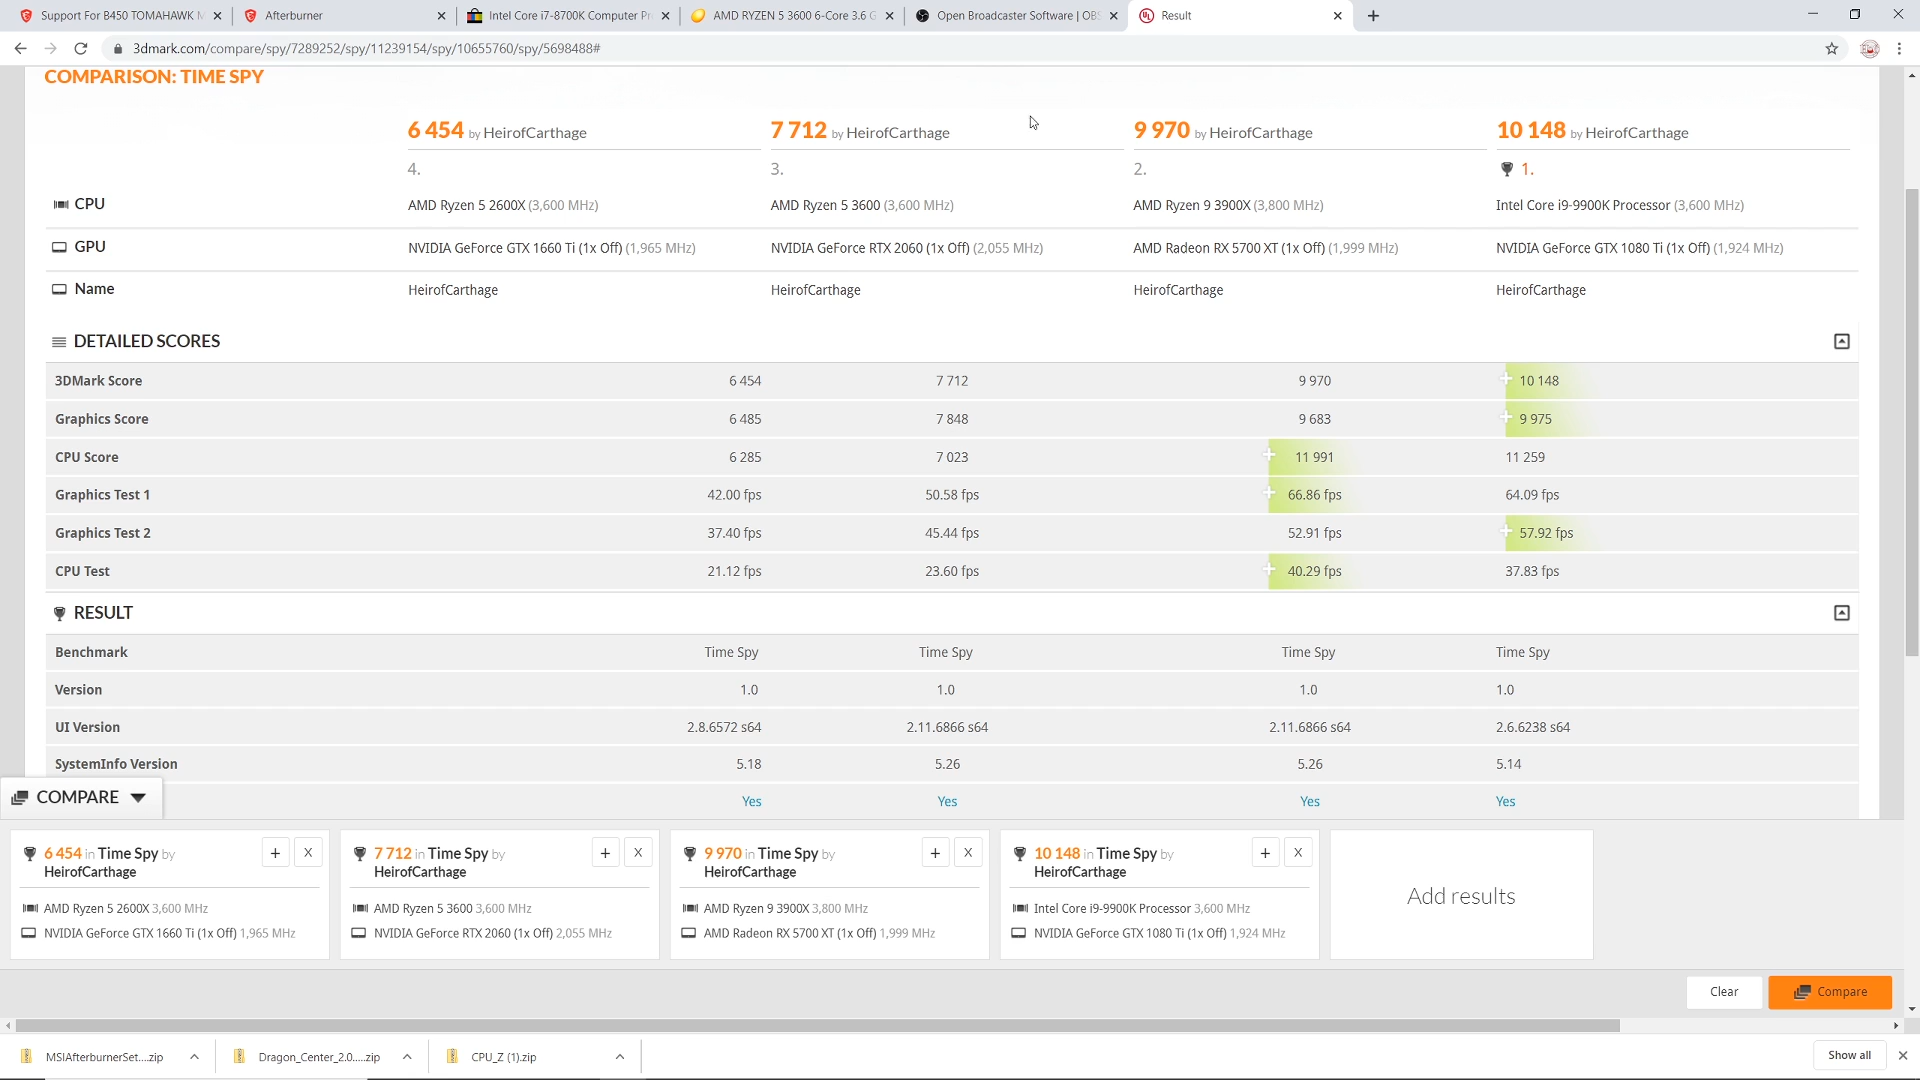 Support For B450 TOMAHAWK M
Afterburner
Intel Core i7-8700K Computer Pr
AMD RYZEN 5 3600 6-Core 3.6 G
Open Broadcaster Software | OBS
Result
3dmark.com/compare/spy/7289252/spy/11239154/spy/10655760/spy/5698488#
COMPARISON: TIME SPY
6 454 by HeirofCarthage 7 712 by HeirofCarthage 9 970 by HeirofCarthage 10 148 by HeirofCarthage
4. 3. 2. 1.
CPU AMD Ryzen 5 2600X (3,600 MHz) AMD Ryzen 5 3600 (3,600 MHz) AMD Ryzen 9 3900X (3,800 MHz) Intel Core i9-9900K Processor (3,600 MHz)
GPU NVIDIA GeForce GTX 1660 Ti (1x Off) (1,965 MHz) NVIDIA GeForce RTX 2060 (1x Off) (2,055 MHz) AMD Radeon RX 5700 XT (1x Off) (1,999 MHz) NVIDIA GeForce GTX 1080 Ti (1x Off) (1,924 MHz)
Name HeirofCarthage HeirofCarthage HeirofCarthage HeirofCarthage
DETAILED SCORES
3DMark Score 6 454 7 712 9 970 + 10 148
Graphics Score 6 485 7 848 9 683 + 9 975
CPU Score 6 285 7 023 + 11 991 11 259
Graphics Test 1 42.00 fps 50.58 fps + 66.86 fps 64.09 fps
Graphics Test 2 37.40 fps 45.44 fps 52.91 fps + 57.92 fps
CPU Test 21.12 fps 23.60 fps + 40.29 fps 37.83 fps
RESULT
Benchmark Time Spy Time Spy Time Spy Time Spy
Version 1.0 1.0 1.0 1.0
UI Version 2.8.6572 s64 2.11.6866 s64 2.11.6866 s64 2.6.6238 s64
SystemInfo Version 5.18 5.26 5.26 5.14
COMPARE
Yes Yes Yes Yes
6 454 in Time Spy by + X
HeirofCarthage
AMD Ryzen 5 2600X 3,600 MHz
NVIDIA GeForce GTX 1660 Ti (1x Off) 1,965 MHz
7 712 in Time Spy by + X
HeirofCarthage
AMD Ryzen 5 3600 3,600 MHz
NVIDIA GeForce RTX 2060 (1x Off) 2,055 MHz
9 970 in Time Spy by + X
HeirofCarthage
AMD Ryzen 9 3900X 3,800 MHz
AMD Radeon RX 5700 XT (1x Off) 1,999 MHz
10 148 in Time Spy by + X
HeirofCarthage
Intel Core i9-9900K Processor 3,600 MHz
NVIDIA GeForce GTX 1080 Ti (1x Off) 1,924 MHz
Add results
Clear
Compare
MSIAfterburnerSet....zip
Dragon_Center_2.0.....zip
CPU_Z (1).zip
Show all